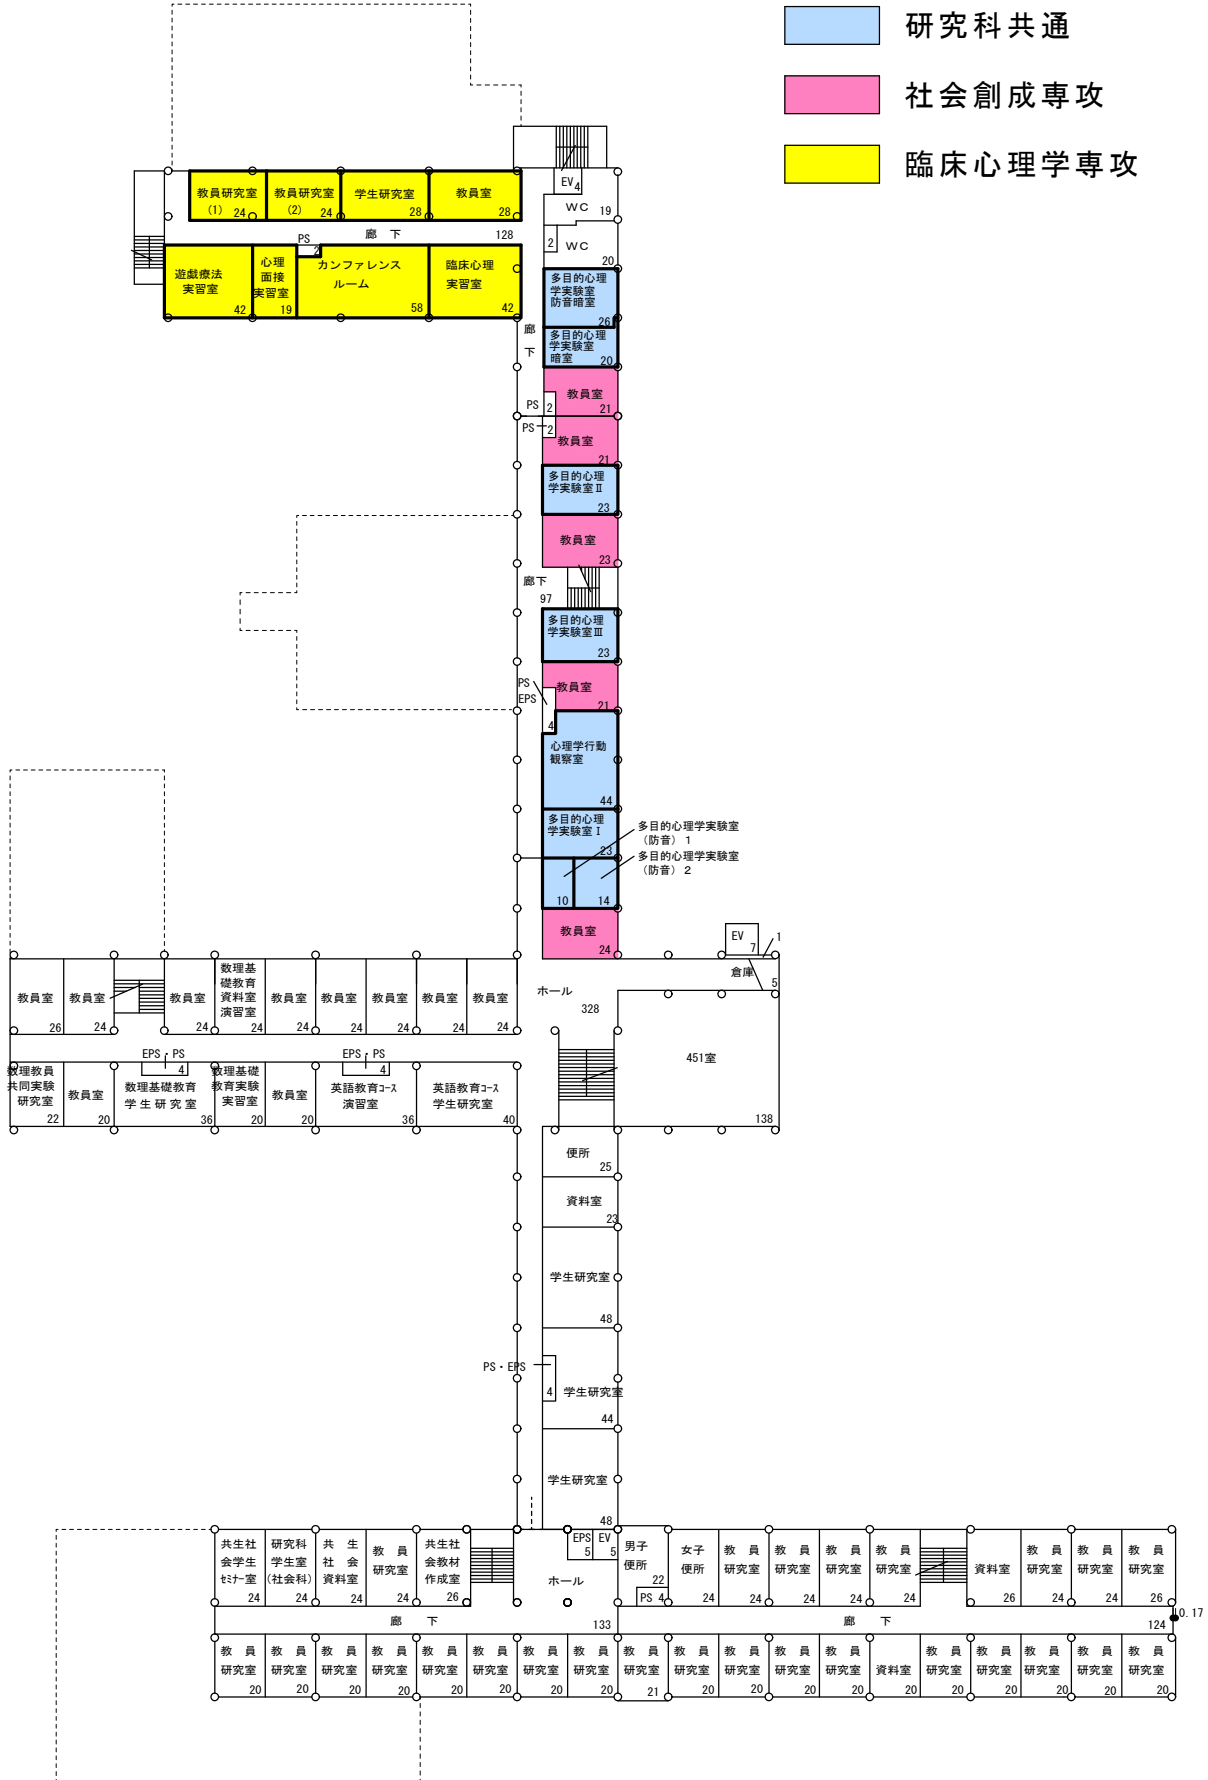 研究科共通
社会創成専攻
臨床心理学専攻
教員研究室
(1) 24
教員研究室
(2) 24
学生研究室
28
教員室
28
EV 4
WC
19
2 WC
20
PS
2
廊 下
128
遊戯療法
実習室
42
心理
面接
実習室
19
カンファレンス
ルーム
58
臨床心理
実習室
42
多目的心理
学実験室
防音暗室
26
廊
下
多目的心理
学実験室
暗室
20
教員室
PS 2
21
PS 2
教員室
21
多目的心理
学実験室Ⅱ
23
教員室
23
廊下
97
多目的心理
学実験室Ⅲ
23
PS
EPS
4
教員室
21
心理学行動
観察室
44
多目的心理
学実験室Ⅰ
23
多目的心理学実験室
(防音) 1
多目的心理学実験室
(防音) 2
10
14
教員室
24
EV
7
1
倉庫
5
ホール
328
451室
138
教員室
26
教員室
24
教員室
24
数理基
礎教育
資料室
演習室
24
教員室
24
教員室
24
教員室
24
教員室
24
教員室
24
EPS・PS
4
EPS・PS
4
数理教員
共同実験
研究室
22
教員室
20
数理基礎教育
学生研究室
36
数理基礎
教育実験
実習室
20
教員室
20
英語教育コース
演習室
36
英語教育コース
学生研究室
40
便所
25
資料室
23
学生研究室
48
PS・EPS
4
学生研究室
44
学生研究室
48
共生社
会学生
セミナー室
24
研究科
学生室
(社会科)
24
共 生
社 会
資料室
24
教 員
研究室
24
共生社
会教材
作成室
26
EPS
5
EV
5
ホール
男子
便所
22
PS 4
女子
便所
24
教 員
研究室
24
教 員
研究室
24
教 員
研究室
24
資料室
26
教 員
研究室
24
教 員
研究室
24
教 員
研究室
26
廊 下
133
廊 下
124
0.17
教 員
研究室
20
教 員
研究室
20
教 員
研究室
20
教 員
研究室
20
教 員
研究室
20
教 員
研究室
20
教 員
研究室
20
教 員
研究室
20
教 員
研究室
21
教 員
研究室
20
教 員
研究室
20
教 員
研究室
20
教 員
研究室
20
資料室
20
教 員
研究室
20
教 員
研究室
20
教 員
研究室
20
教 員
研究室
20
教 員
研究室
20